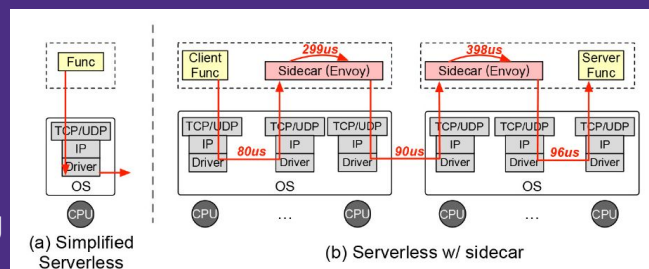 Func
TCP/UDP
IP
Driver
OS
CPU
(a) Simplified
Serverless
299us
398us
Client
Func
Sidecar (Envoy)
Sidecar (Envoy)
Server
Func
TCP/UDP
TCP/UDP
TCP/UDP
TCP/UDP
TCP/UDP
TCP/UDP
IP
IP
IP
IP
IP
IP
Driver
Driver
Driver
Driver
Driver
Driver
80us
90us
96us
OS
OS
CPU
...
CPU
CPU
...
CPU
(b) Serverless w/ sidecar